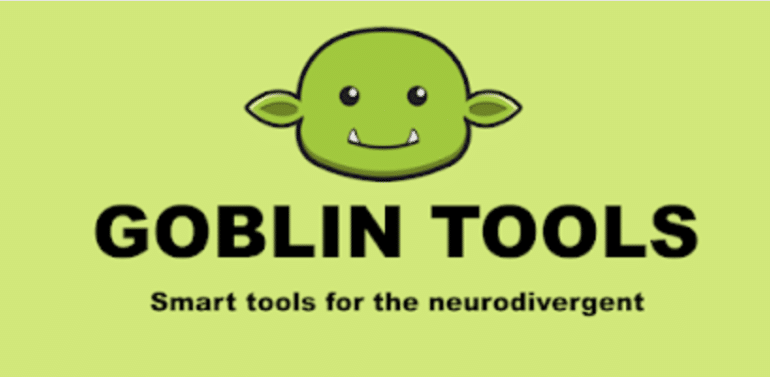 GOBLIN TOOLS
Smart tools for the neurodivergent